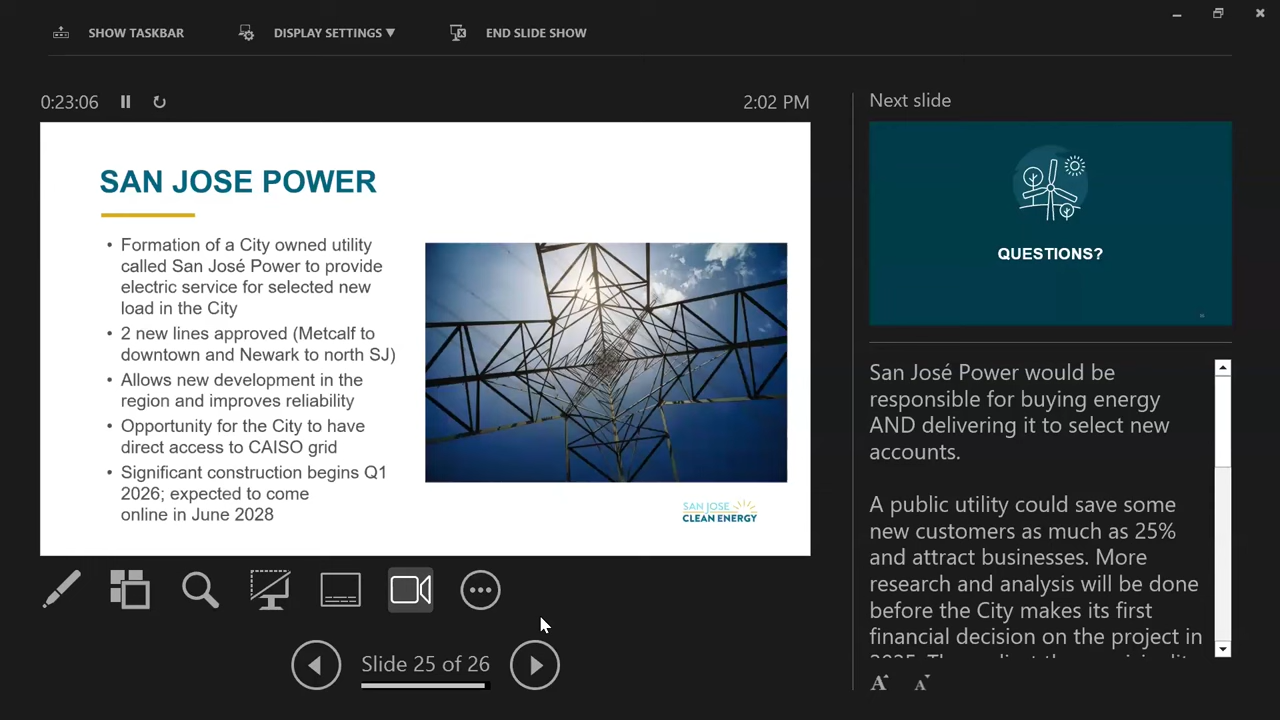 SHOW TASKBAR
DISPLAY SETTINGS ▼
END SLIDE SHOW
0:23:06
2:02 PM
SAN JOSE POWER
• Formation of a City owned utility
called San José Power to provide
electric service for selected new
load in the City
• 2 new lines approved (Metcalf to
downtown and Newark to north SJ)
• Allows new development in the
region and improves reliability
• Opportunity for the City to have
direct access to CAISO grid
• Significant construction begins Q1
2026; expected to come
online in June 2028
SAN JOSE
CLEAN ENERGY
Slide 25 of 26
Next slide
QUESTIONS?
San José Power would be
responsible for buying energy
AND delivering it to select new
accounts.
A public utility could save some
new customers as much as 25%
and attract businesses. More
research and analysis will be done
before the City makes its first
financial decision on the project in
A A